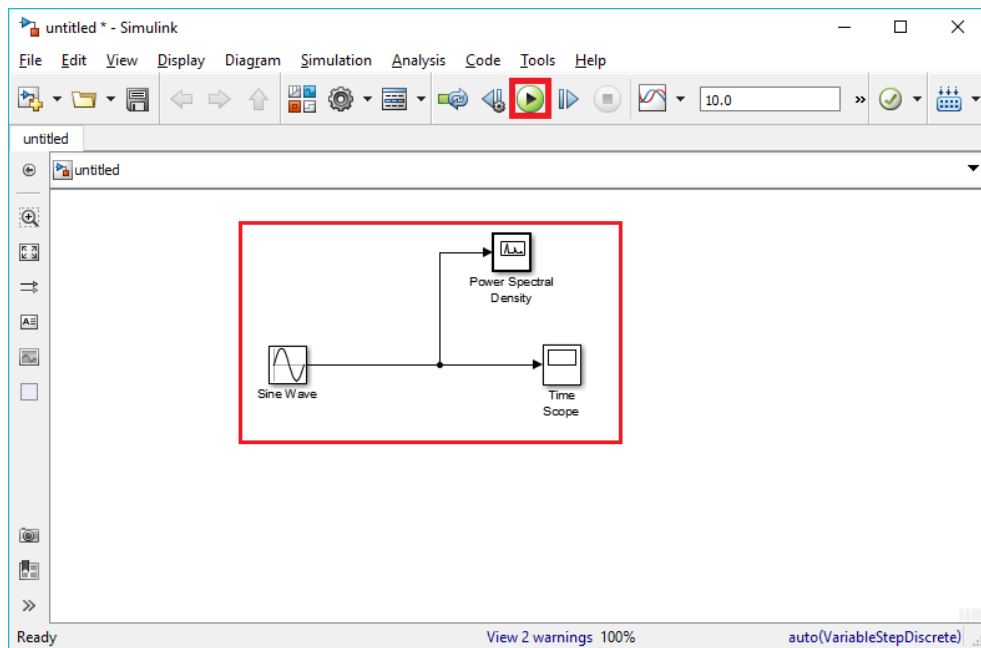 untitled * - Simulink
File Edit View Display Diagram Simulation Analysis Code Tools Help
10.0
untitled
untitled
Power Spectral
Density
Sine Wave
Time
Scope
Ready View 2 warnings 100% auto(VariableStepDiscrete)